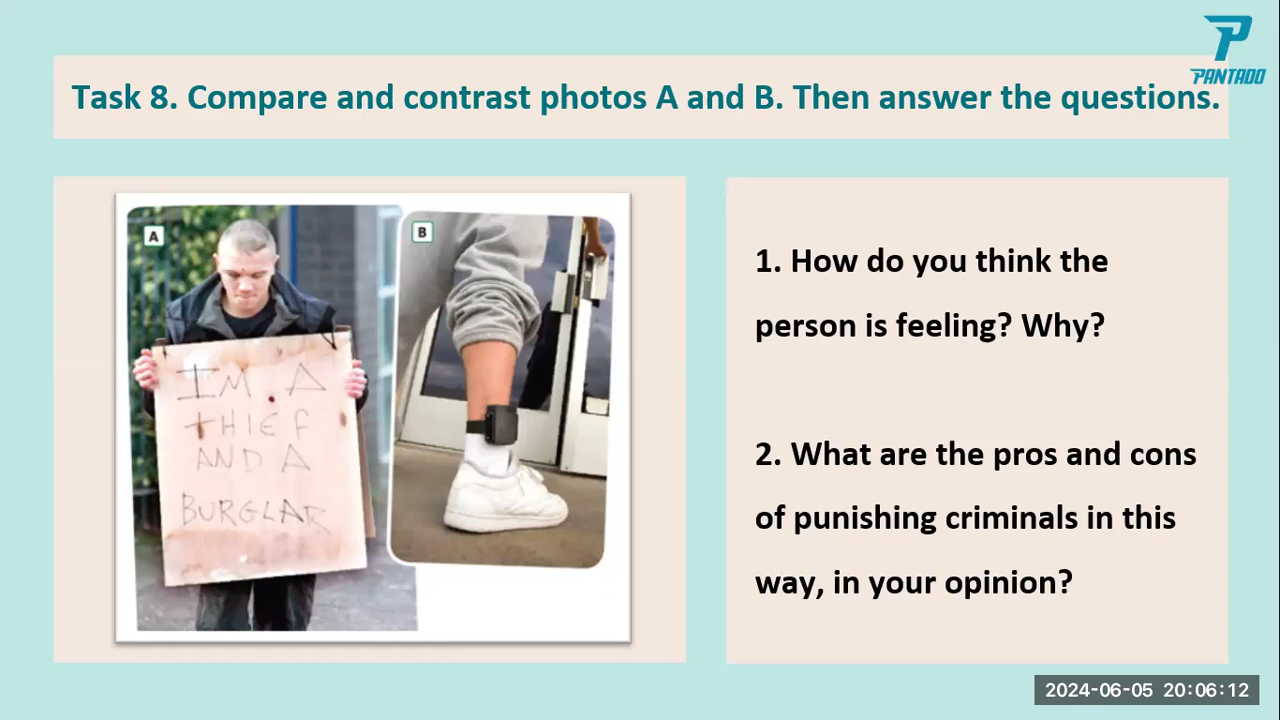 PANTADO
Task 8. Compare and contrast photos A and B. Then answer the questions.
A
B
I'M A
THIEF
AND A
BURGLAR
1. How do you think the
person is feeling? Why?
2. What are the pros and cons
of punishing criminals in this
way, in your opinion?
2024-06-05 20:06:12